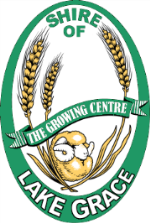 SHIRE
OF
THE GROWING CENTRE
LAKE GRACE